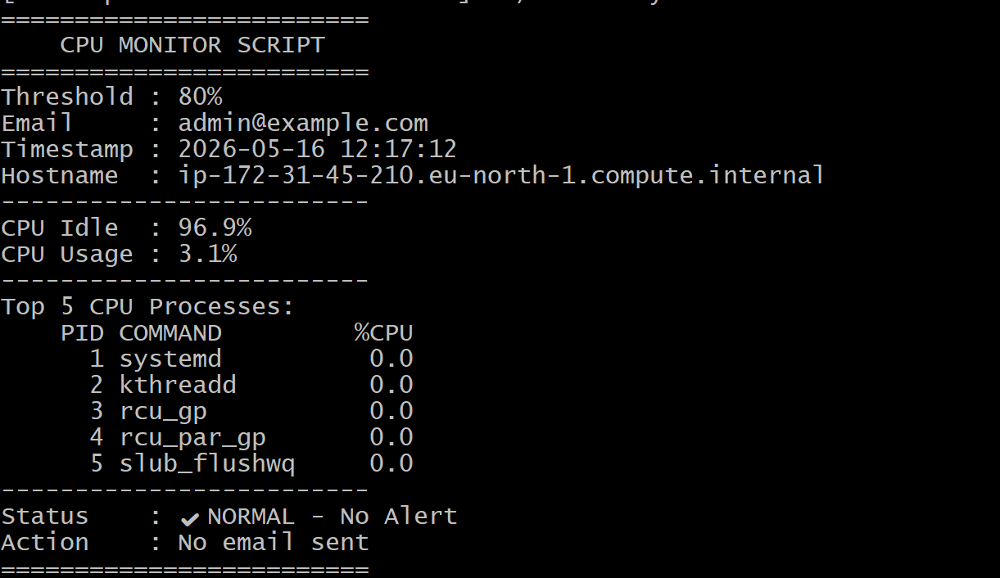 =========================
    CPU MONITOR SCRIPT
=========================
Threshold : 80%
Email     : admin@example.com
Timestamp : 2026-05-16 12:17:12
Hostname  : ip-172-31-45-210.eu-north-1.compute.internal
-------------------------
CPU Idle  : 96.9%
CPU Usage : 3.1%
-------------------------
Top 5 CPU Processes:
    PID COMMAND         %CPU
      1 systemd          0.0
      2 kthreadd         0.0
      3 rcu_gp           0.0
      4 rcu_par_gp       0.0
      5 slub_flushwq     0.0
-------------------------
Status    : ✔ NORMAL - No Alert
Action    : No email sent
=========================